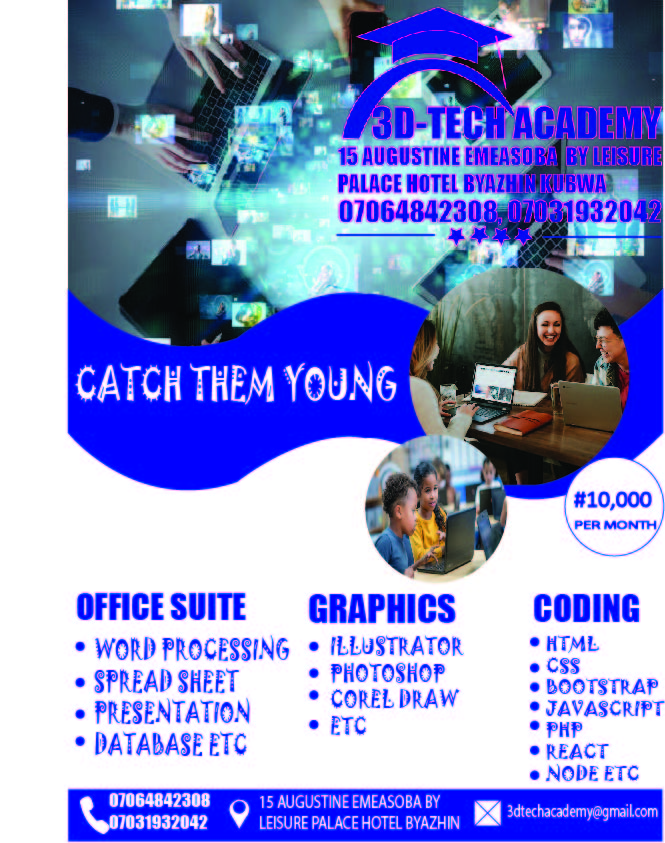 3D-TECH ACADEMY
15 AUGUSTINE EMEASOBA BY LEISURE
PALACE HOTEL BYAZHIN KUBWA
07064842308, 07031932042
CATCH THEM YOUNG
#10,000
PER MONTH
OFFICE SUITE
WORD PROCESSING
SPREAD SHEET
PRESENTATION
DATABASE ETC
GRAPHICS
ILLUSTRATOR
PHOTOSHOP
COREL DRAW
ETC
CODING
HTML
CSS
BOOTSTRAP
JAVASCRIPT
PHP
REACT
NODE ETC
07064842308
07031932042
15 AUGUSTINE EMEASOBA BY
LEISURE PALACE HOTEL BYAZHIN
3dtechacademy@gmail.com